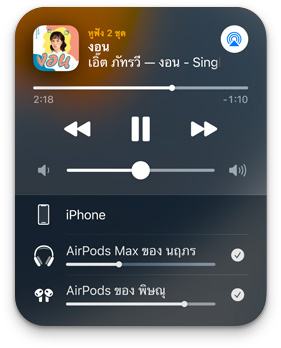 หูฟัง 2 ชุด
งอน
เอิ๊ต ภัทรวี — งอน - Sing
งอน
2:18
-1:10
iPhone
AirPods Max ของ นฤภร
AirPods ของ พิษณุ